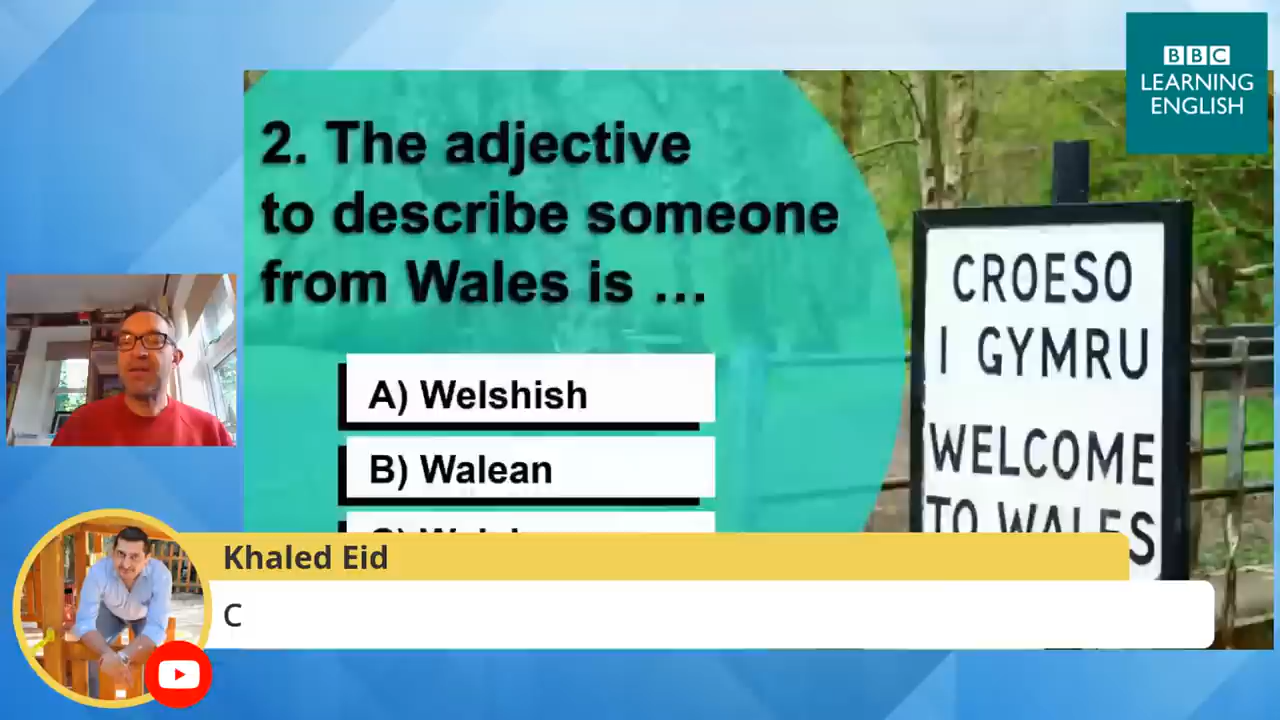 BBC
LEARNING
ENGLISH
2. The adjective
to describe someone
from Wales is …
A) Welshish
B) Walean
CROESO
I GYMRU
WELCOME
TO WALES
Khaled Eid
C